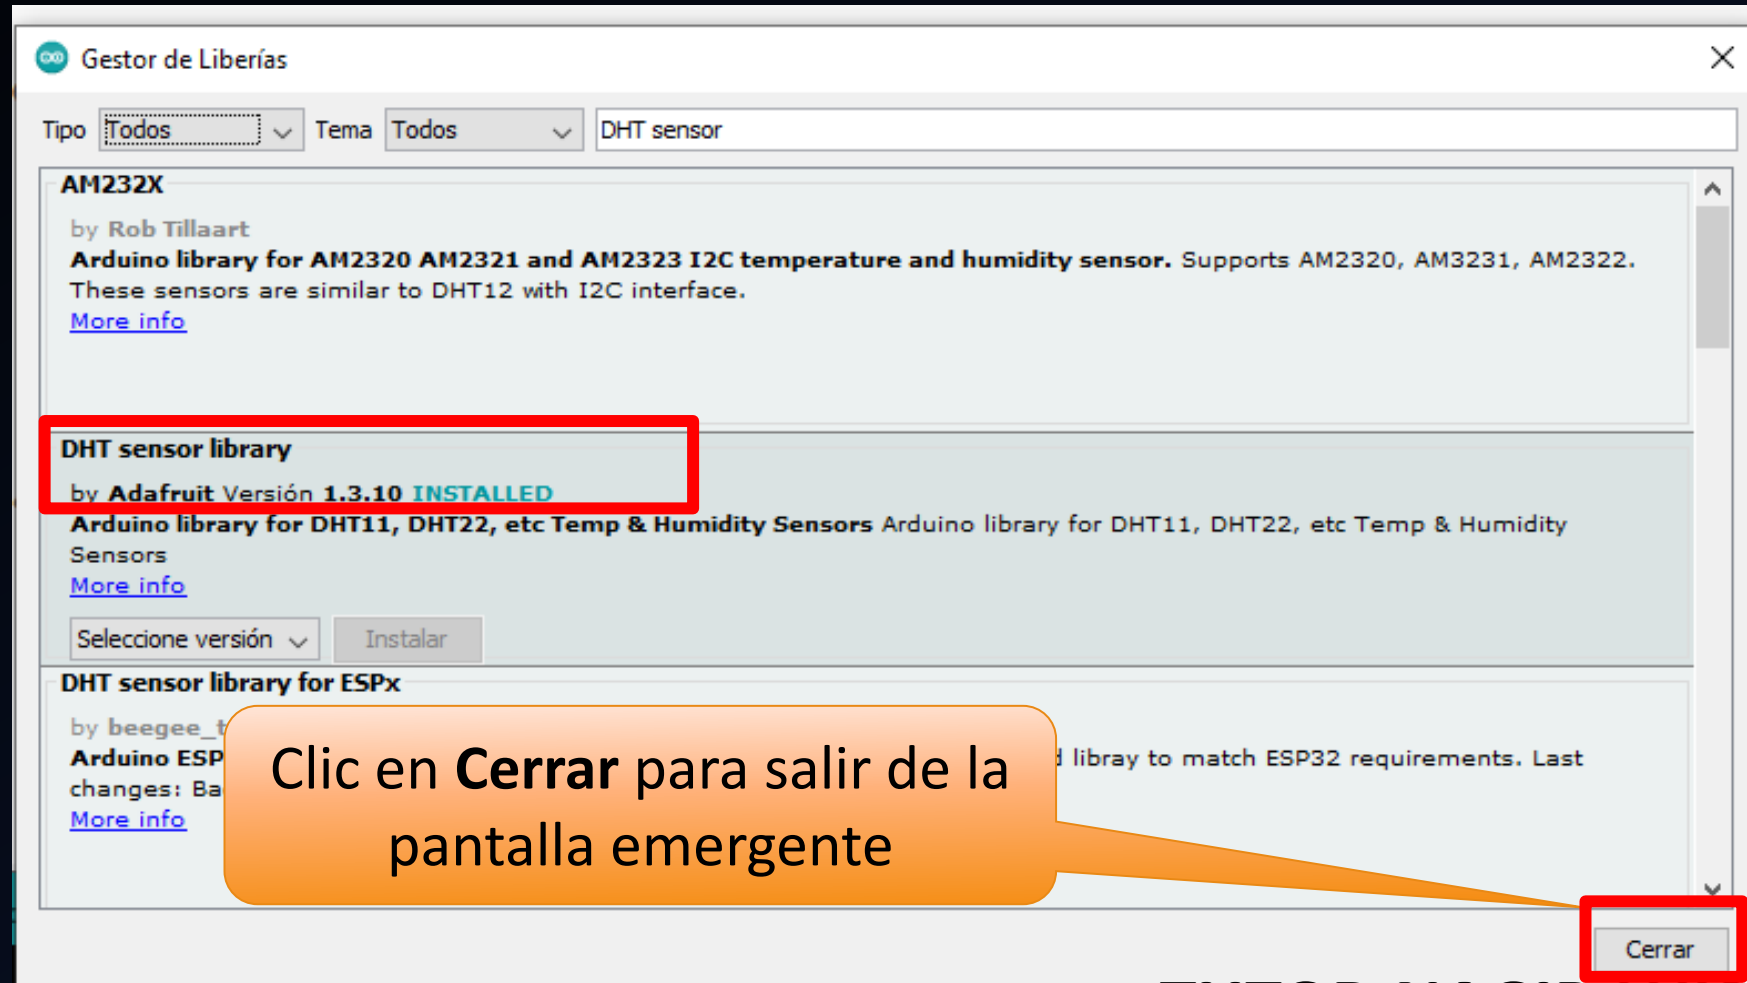 Gestor de Liberías
Tipo Todos Tema Todos DHT sensor
AM232X
by Rob Tillaart
Arduino library for AM2320 AM2321 and AM2323 I2C temperature and humidity sensor. Supports AM2320, AM3231, AM2322.
These sensors are similar to DHT12 with I2C interface.
More info
DHT sensor library
by Adafruit Versión 1.3.10 INSTALLED
Arduino library for DHT11, DHT22, etc Temp & Humidity Sensors Arduino library for DHT11, DHT22, etc Temp & Humidity
Sensors
More info
Seleccione versión Instalar
DHT sensor library for ESPx
by
Arduino libray to match ESP32 requirements. Last
changes:
More info
Clic en Cerrar para salir de la
pantalla emergente
Cerrar